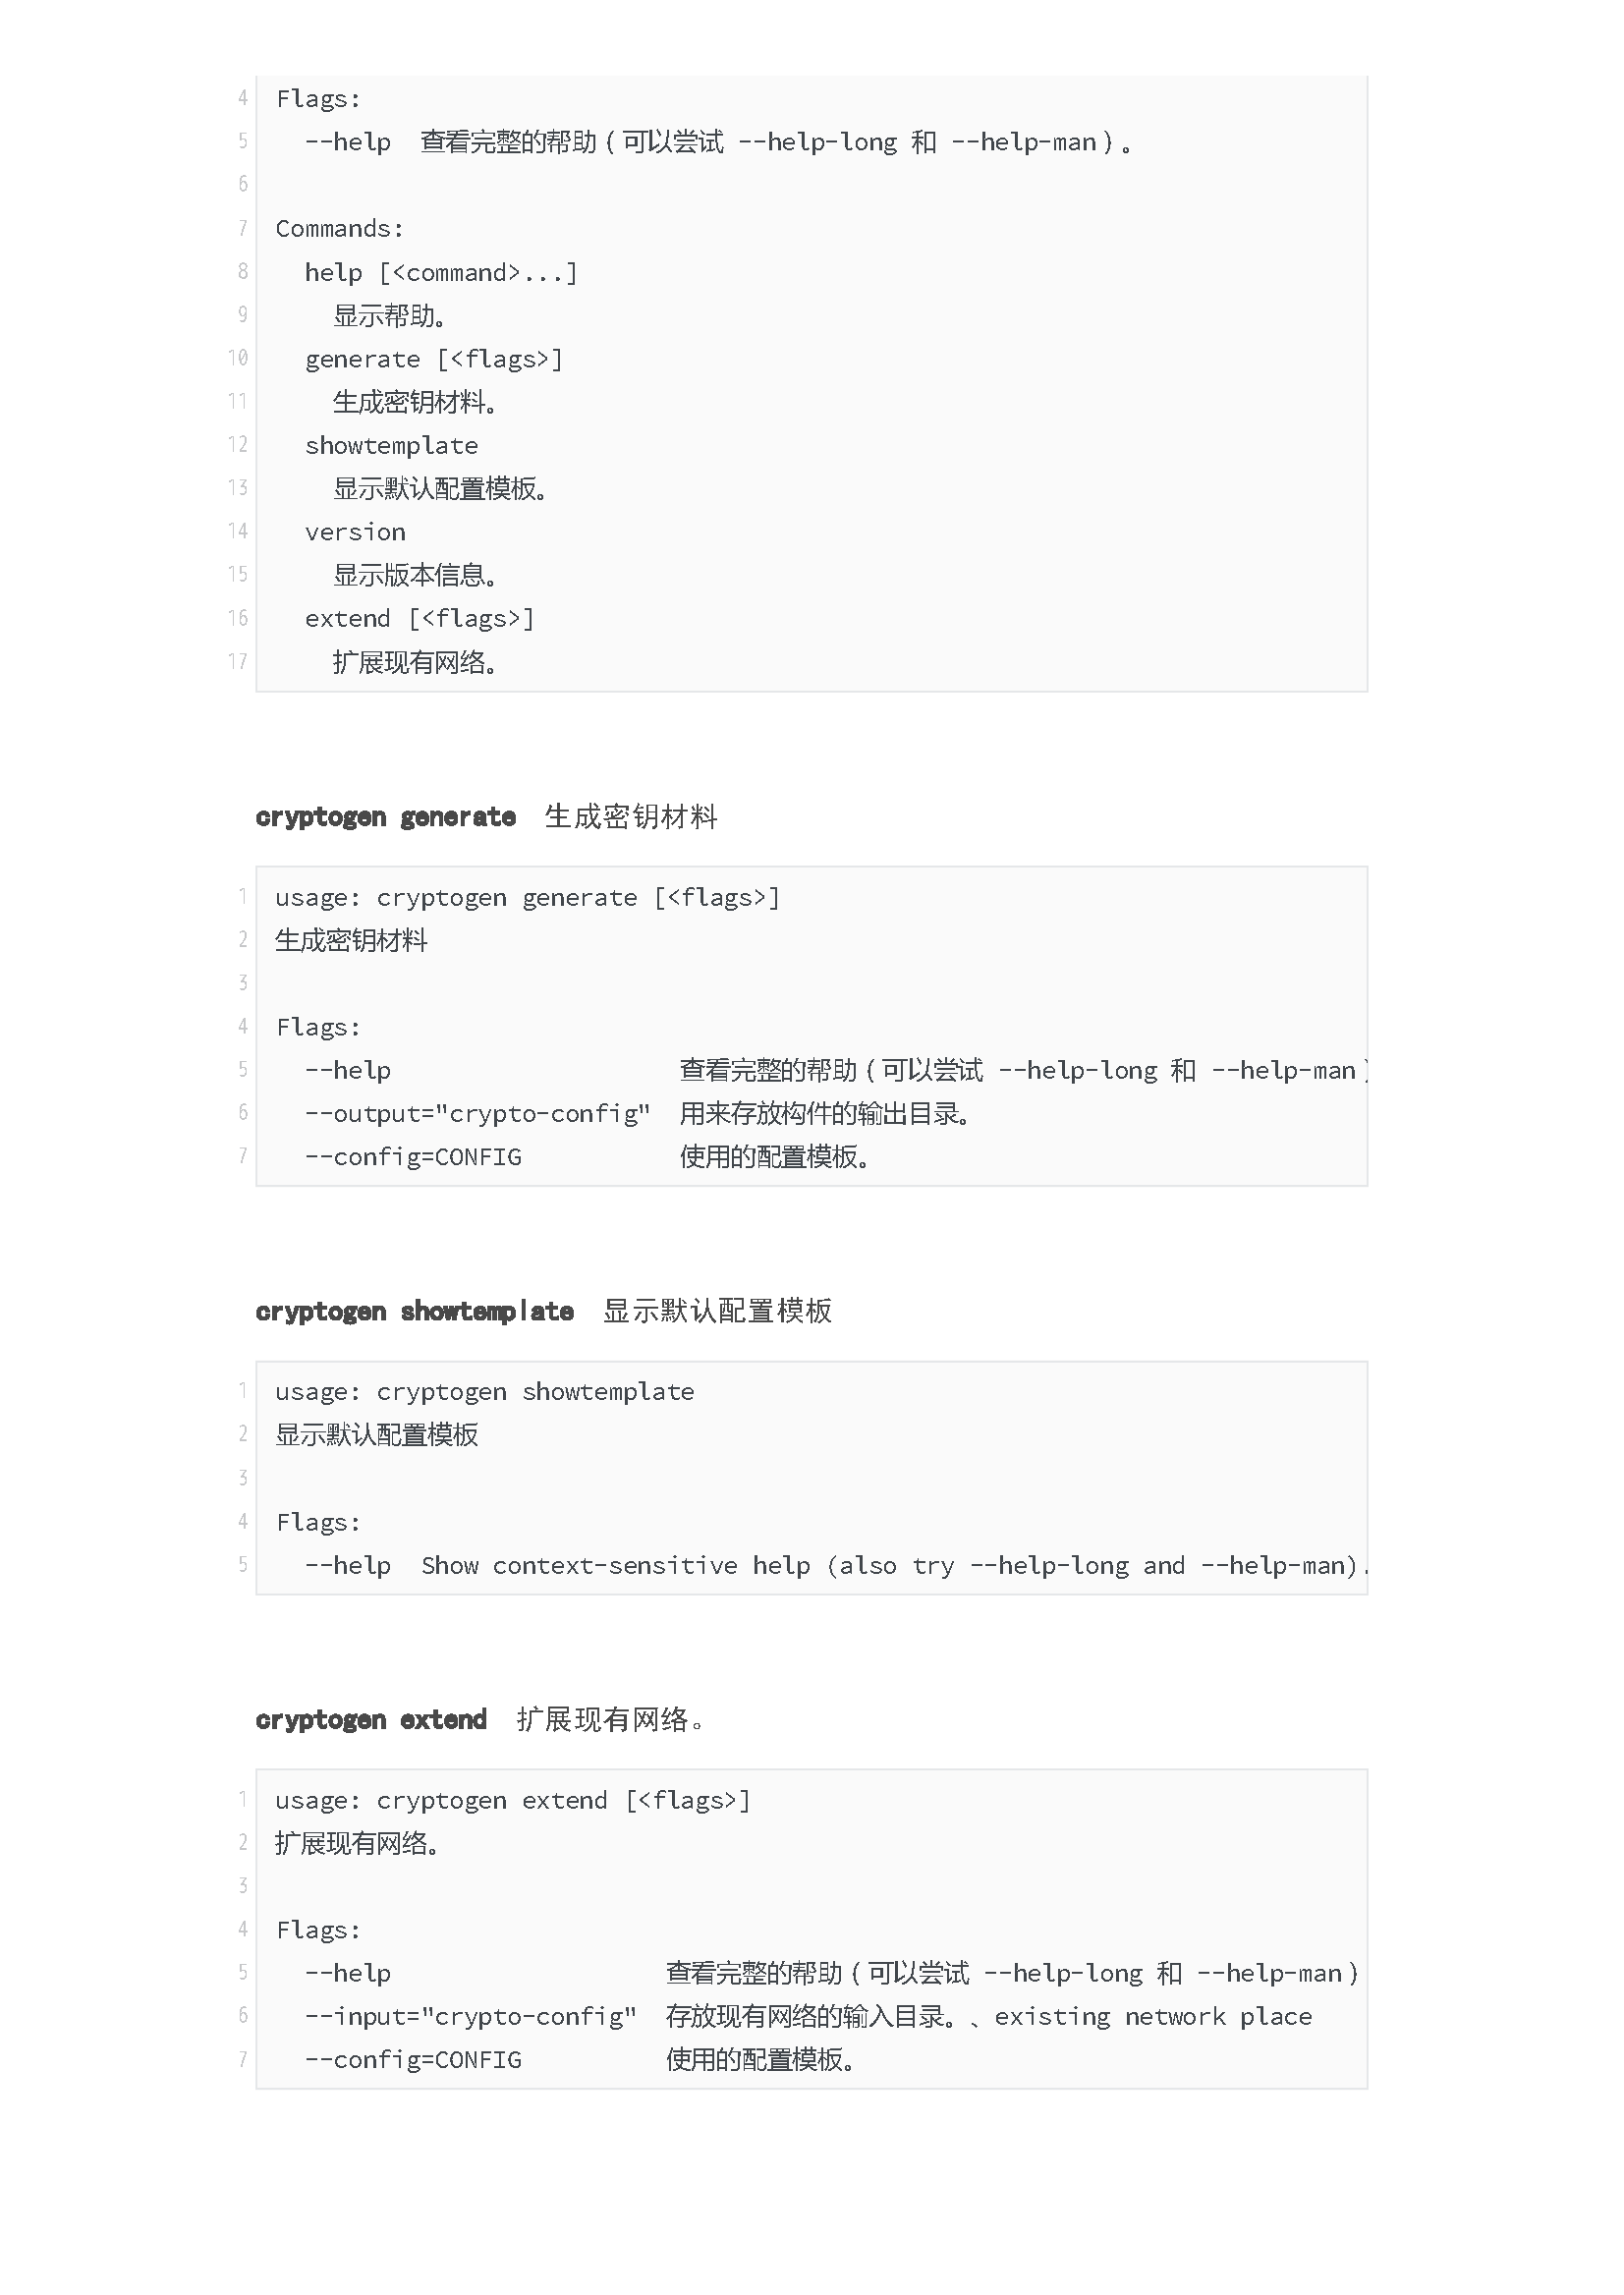 4 Flags:
5   --help  查看完整的帮助（可以尝试 --help-long 和 --help-man）。
6
7 Commands:
8   help [<command>...]
9     显示帮助。
10   generate [<flags>]
11     生成密钥材料。
12   showtemplate
13     显示默认配置模板。
14   version
15     显示版本信息。
16   extend [<flags>]
17     扩展现有网络。
cryptogen generate  生成密钥材料
1 usage: cryptogen generate [<flags>]
2 生成密钥材料
3
4 Flags:
5   --help                    查看完整的帮助（可以尝试 --help-long 和 --help-man）
6   --output="crypto-config"  用来存放构件的输出目录。
7   --config=CONFIG           使用的配置模板。
cryptogen showtemplate  显示默认配置模板
1 usage: cryptogen showtemplate
2 显示默认配置模板
3
4 Flags:
5   --help  Show context-sensitive help (also try --help-long and --help-man).
cryptogen extend  扩展现有网络。
1 usage: cryptogen extend [<flags>]
2 扩展现有网络。
3
4 Flags:
5   --help                   查看完整的帮助（可以尝试 --help-long 和 --help-man）
6   --input="crypto-config"  存放现有网络的输入目录。、existing network place
7   --config=CONFIG          使用的配置模板。